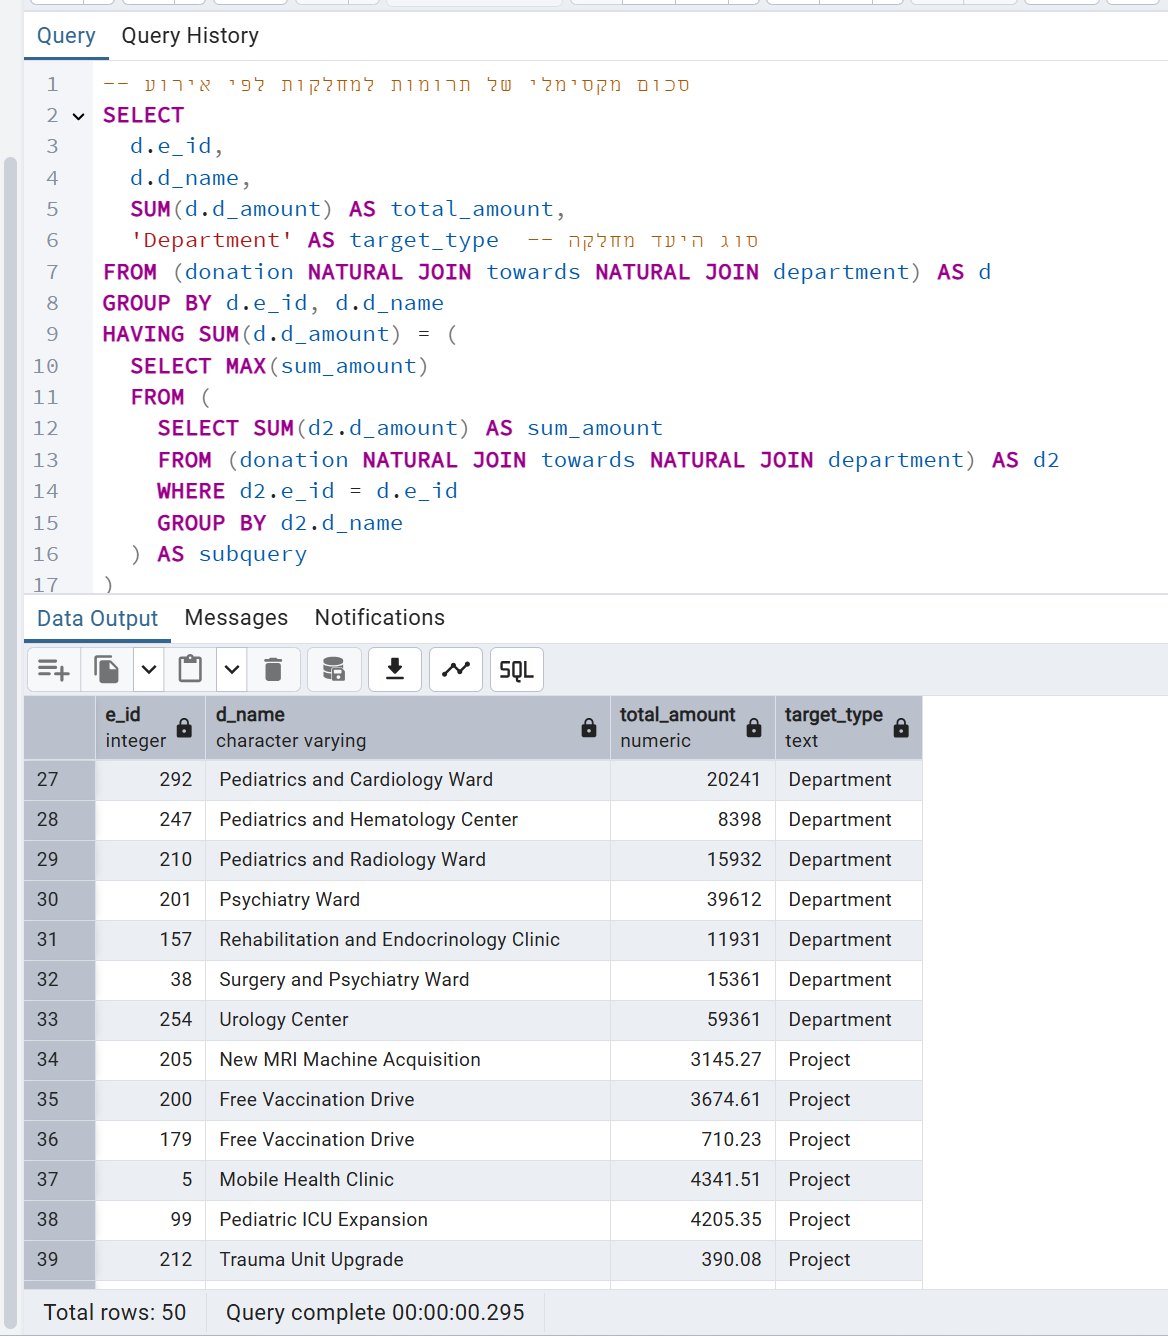 Query Query History
1 -- סכום מקסימלי של תרומות למחלקות לפי אירוע
2 SELECT
3 d.e_id,
4 d.d_name,
5 SUM(d.d_amount) AS total_amount,
6 'Department' AS target_type -- סוג היעד מחלקה
7 FROM (donation NATURAL JOIN towards NATURAL JOIN department) AS d
8 GROUP BY d.e_id, d.d_name
9 HAVING SUM(d.d_amount) = (
10 SELECT MAX(sum_amount)
11 FROM (
12 SELECT SUM(d2.d_amount) AS sum_amount
13 FROM (donation NATURAL JOIN towards NATURAL JOIN department) AS d2
14 WHERE d2.e_id = d.e_id
15 GROUP BY d2.d_name
16 ) AS subquery
17 )
Data Output Messages Notifications
SQL
e_id d_name total_amount target_type
integer character varying numeric text
27 292 Pediatrics and Cardiology Ward 20241 Department
28 247 Pediatrics and Hematology Center 8398 Department
29 210 Pediatrics and Radiology Ward 15932 Department
30 201 Psychiatry Ward 39612 Department
31 157 Rehabilitation and Endocrinology Clinic 11931 Department
32 38 Surgery and Psychiatry Ward 15361 Department
33 254 Urology Center 59361 Department
34 205 New MRI Machine Acquisition 3145.27 Project
35 200 Free Vaccination Drive 3674.61 Project
36 179 Free Vaccination Drive 710.23 Project
37 5 Mobile Health Clinic 4341.51 Project
38 99 Pediatric ICU Expansion 4205.35 Project
39 212 Trauma Unit Upgrade 390.08 Project
Total rows: 50 Query complete 00:00:00.295